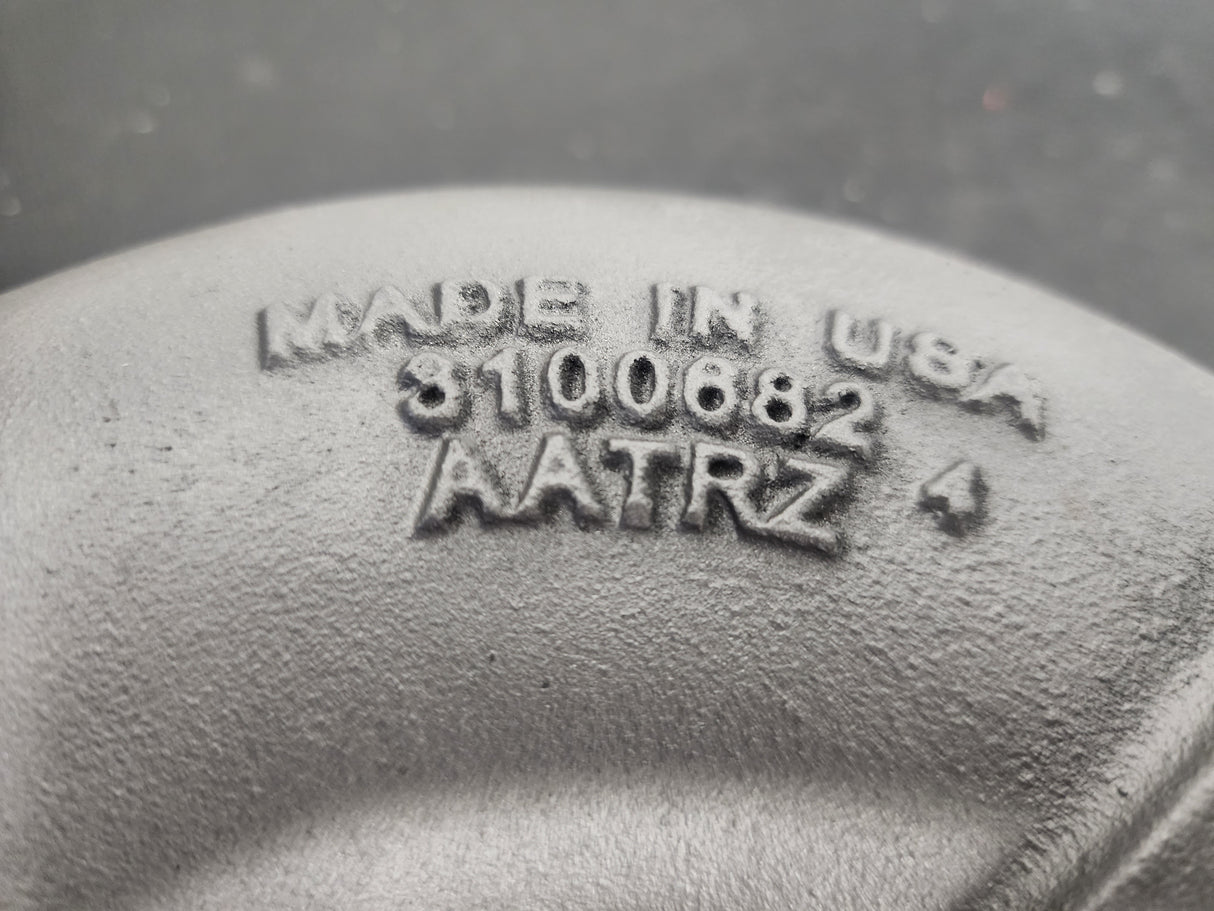 MADE IN USA
3100682
AATRZ 4